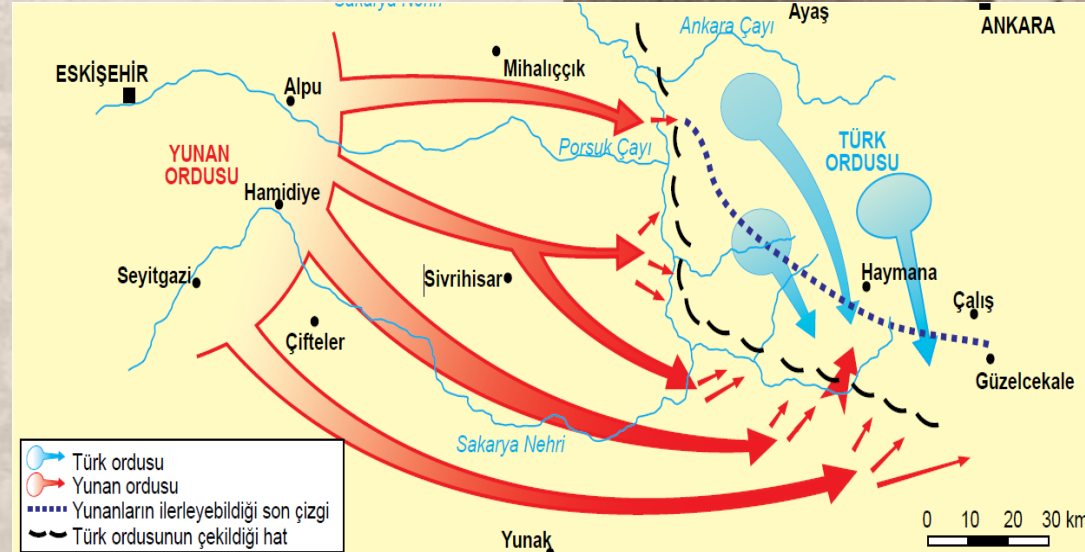 Sakarya Nehri
Ayaş
ANKARA
Ankara Çayı
Mihalıççık
ESKİŞEHİR
Alpu
Porsuk Çayı
TÜRK
ORDUSU
YUNAN
ORDUSU
Hamidiye
Seyitgazi
Sivrihisar
Haymana
Çalış
Çifteler
Güzelcekale
Sakarya Nehri
Türk ordusu
Yunan ordusu
Yunanların ilerleyebildiği son çizgi
Türk ordusunun çekildiği hat
Yunak
0 10 20 30 km